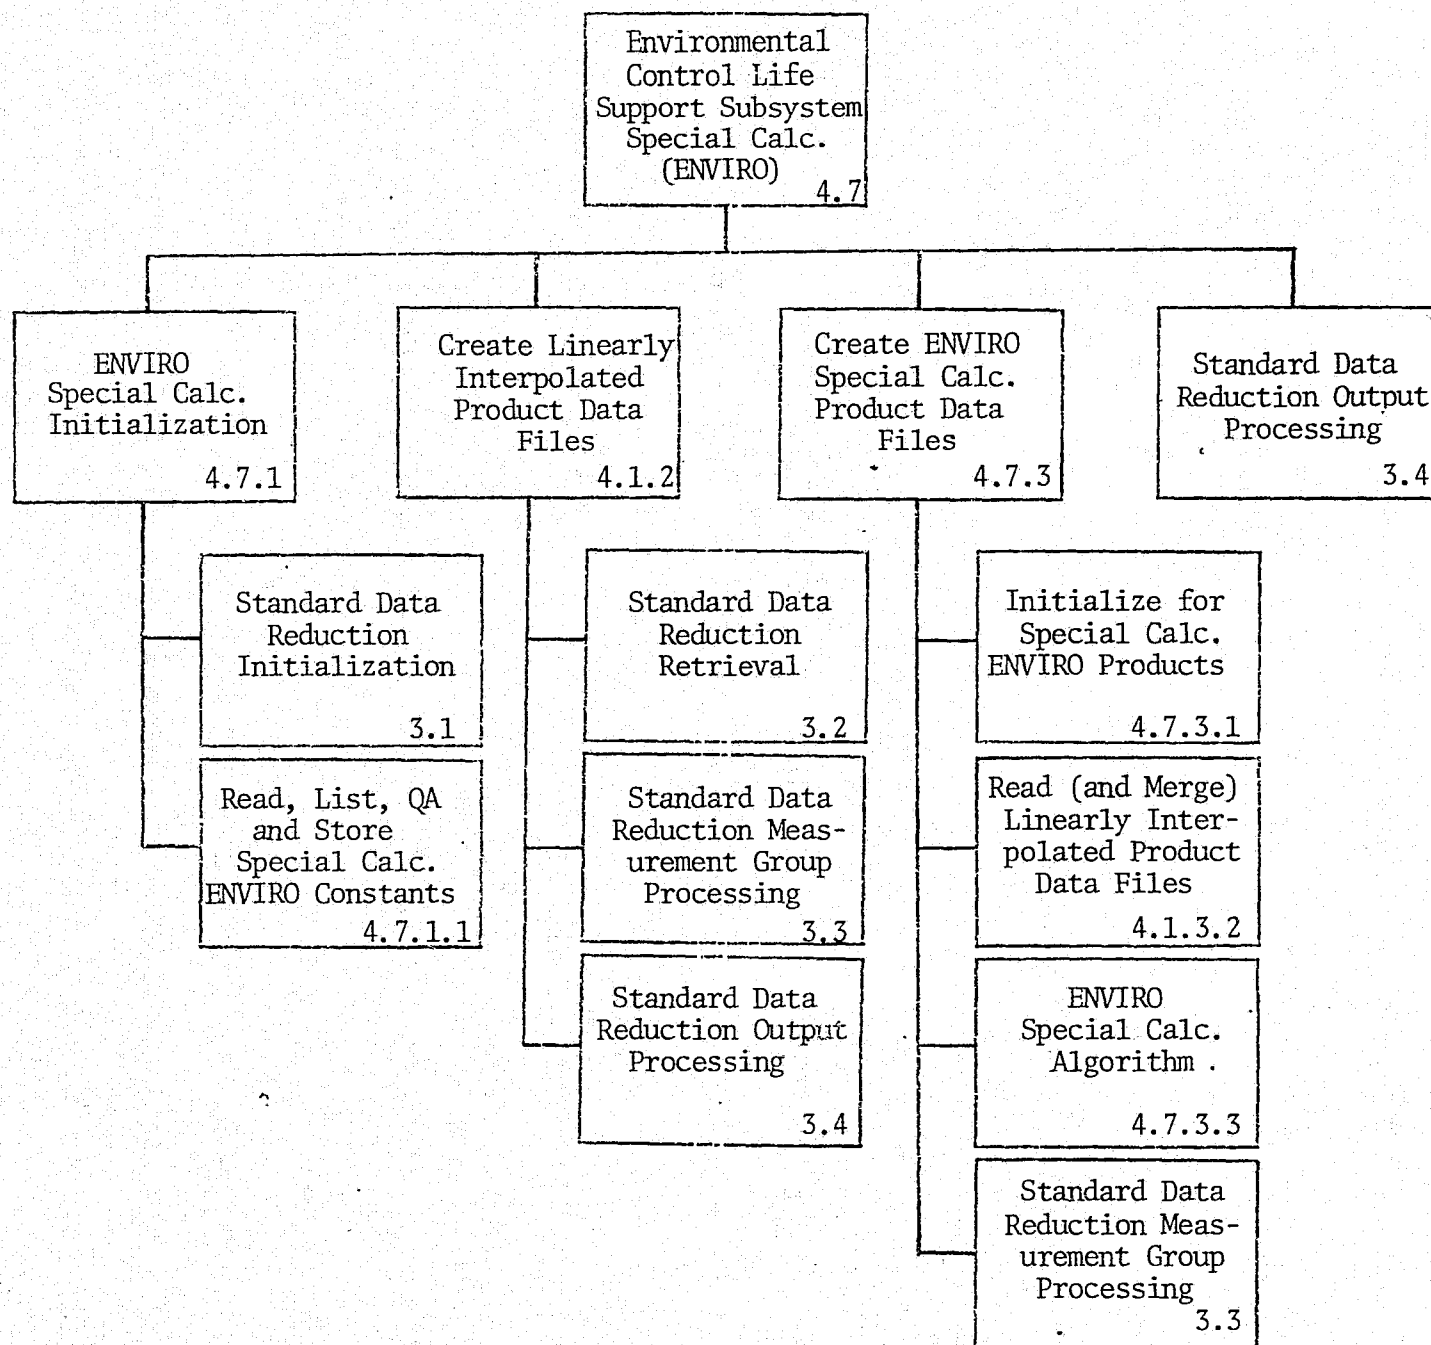 Environmental
Control Life
Support Subsystem
Special Calc.
(ENVIRO)
4.7
ENVIRO
Special Calc.
Initialization
4.7.1
Create Linearly
Interpolated
Product Data
Files
4.1.2
Create ENVIRO
Special Calc.
Product Data
Files
4.7.3
Standard Data
Reduction Output
Processing
3.4
Standard Data
Reduction
Initialization
3.1
Read, List, QA
and Store
Special Calc.
ENVIRO Constants
4.7.1.1
Standard Data
Reduction
Retrieval
3.2
Standard Data
Reduction Meas-
urement Group
Processing
3.3
Standard Data
Reduction Output
Processing
3.4
Initialize for
Special Calc.
ENVIRO Products
4.7.3.1
Read (and Merge)
Linearly Inter-
polated Product
Data Files
4.1.3.2
ENVIRO
Special Calc.
Algorithm
4.7.3.3
Standard Data
Reduction Meas-
urement Group
Processing
3.3